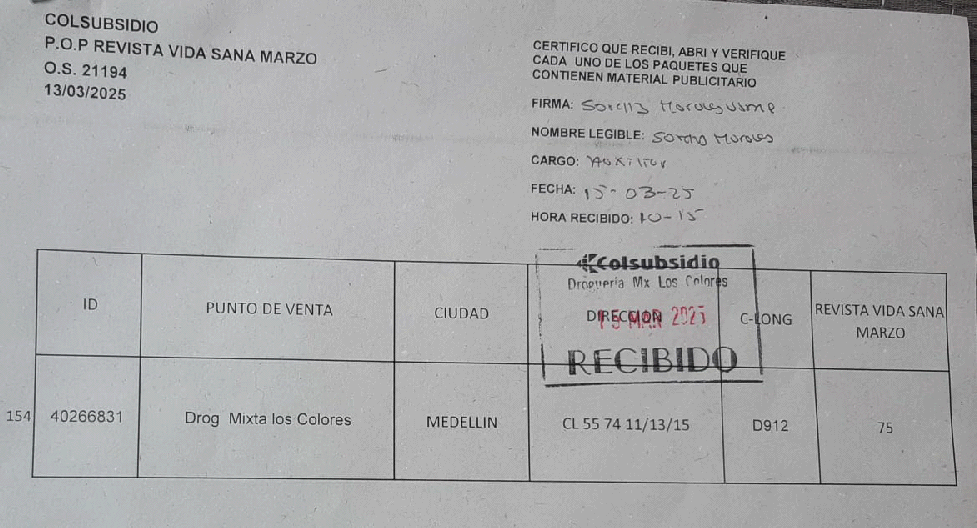 COLSUBSIDIO
P.O.P REVISTA VIDA SANA MARZO
O.S. 21194
13/03/2025
CERTIFICO QUE RECIBI, ABRI Y VERIFIQUE
CADA UNO DE LOS PAQUETES QUE
CONTIENEN MATERIAL PUBLICITARIO
FIRMA:
NOMBRE LEGIBLE: Morales
CARGO:
FECHA: 15-03-25
HORA RECIBIDO: 10-15
Colsubsidio
Droguería Mx Los Colores
15 MAR 2025
RECIBIDO
ID PUNTO DE VENTA CIUDAD DIRECCION C-LONG REVISTA VIDA SANA
MARZO
154 40266831 Drog Mixta los Colores MEDELLIN CL 55 74 11/13/15 D912 75